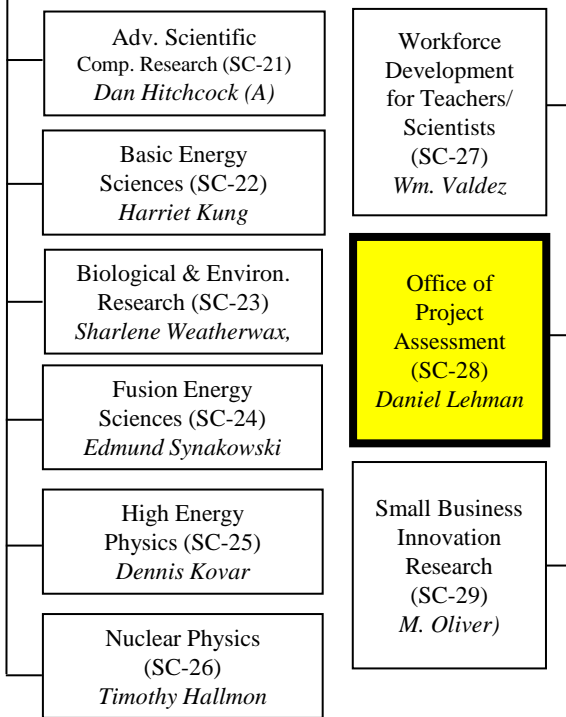 Adv. Scientific
Comp. Research (SC-21)
Dan Hitchcock (A)
Basic Energy
Sciences (SC-22)
Harriet Kung
Biological & Environ.
Research (SC-23)
Sharlene Weatherwax,
Fusion Energy
Sciences (SC-24)
Edmund Synakowski
High Energy
Physics (SC-25)
Dennis Kovar
Nuclear Physics
(SC-26)
Timothy Hallmon
Workforce
Development
for Teachers/
Scientists
(SC-27)
Wm. Valdez
Office of
Project
Assessment
(SC-28)
Daniel Lehman
Small Business
Innovation
Research
(SC-29)
M. Oliver)